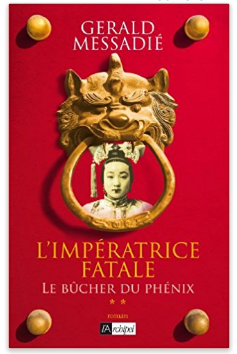 GERALD
MESSADIÉ
L'IMPÉRATRICE
FATALE
LE BÛCHER DU PHÉNIX
**
roman
l'Archipel